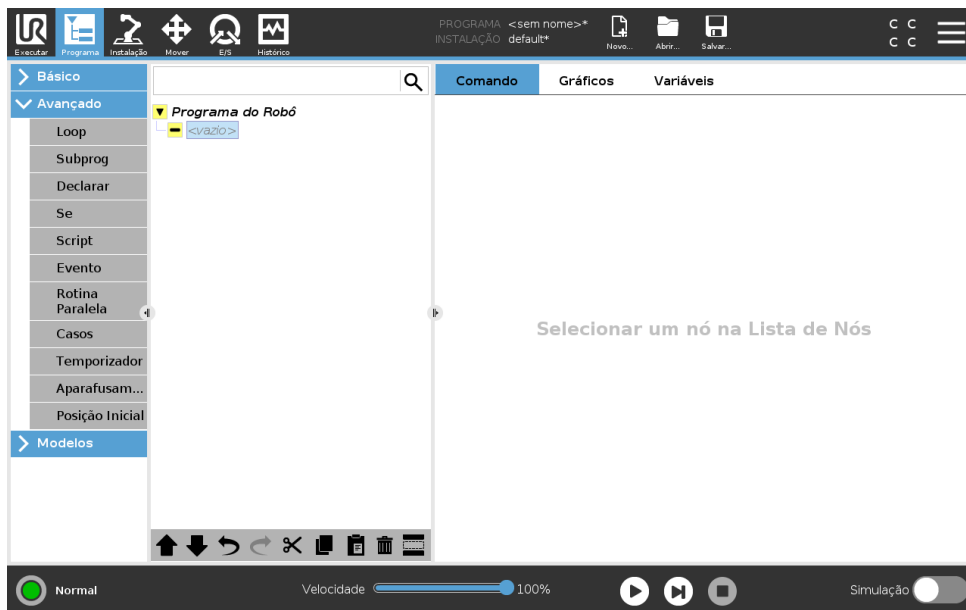 UR
Executar
Programa
Instalação
Mover
E/S
Histórico
PROGRAMA <sem nome>*
INSTALAÇÃO default*
Novo...
Abrir...
Salvar...
C C
C C
Básico
Avançado
Loop
Subprog
Declarar
Se
Script
Evento
Rotina
Paralela
Casos
Temporizador
Aparafusam...
Posição Inicial
Modelos
Programa do Robô
<vazio>
Comando Gráficos Variáveis
Selecionar um nó na Lista de Nós
Normal
Velocidade 100%
Simulação